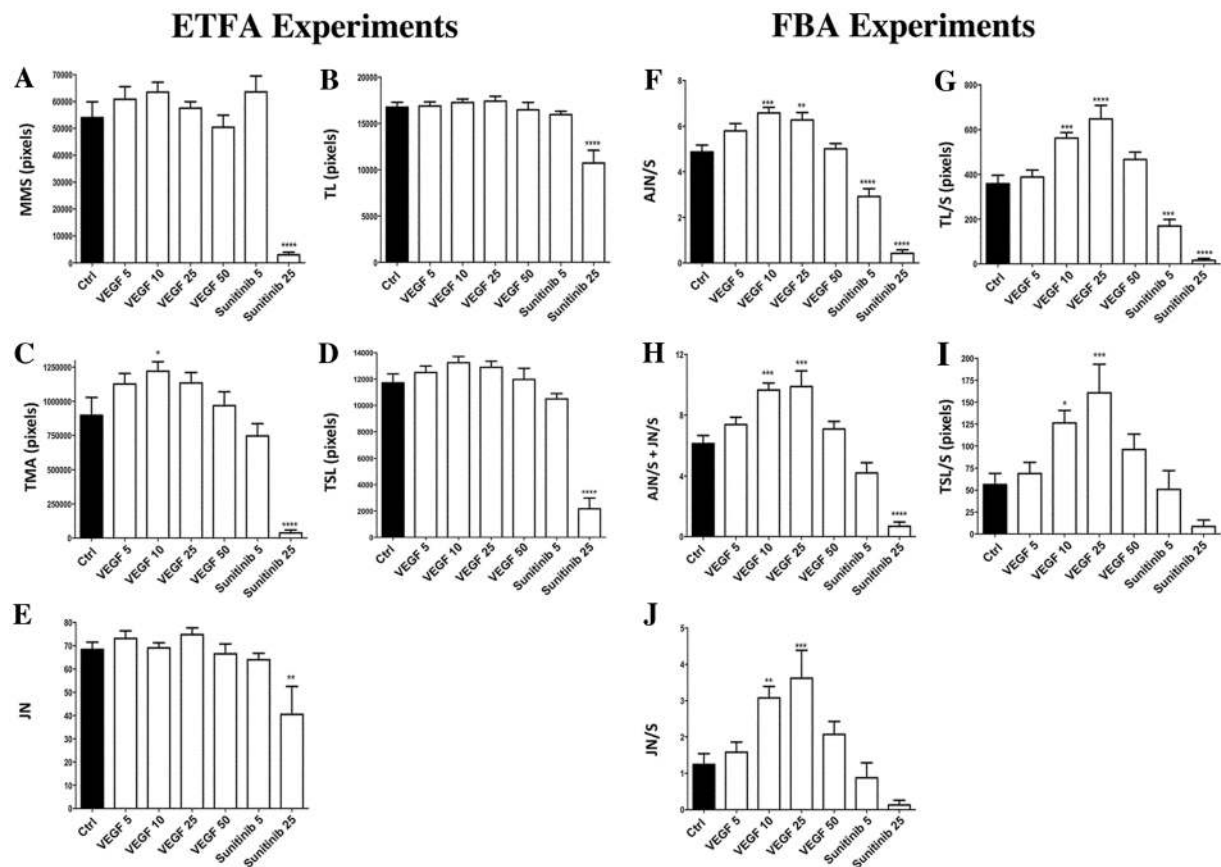 ETFA Experiments
FBA Experiments
A
MMS (pixels)
70000
60000
50000
40000
30000
20000
10000
0
****
Ctrl
VEGF 5
VEGF 10
VEGF 25
VEGF 50
Sunitinib 5
Sunitinib 25
B
TL (pixels)
20000
15000
10000
5000
0
****
Ctrl
VEGF 5
VEGF 10
VEGF 25
VEGF 50
Sunitinib 5
Sunitinib 25
F
AJN/S
8
6
4
2
0
***
**
****
****
Ctrl
VEGF 5
VEGF 10
VEGF 25
VEGF 50
Sunitinib 5
Sunitinib 25
G
TL/S (pixels)
800
600
400
200
0
***
****
***
****
Ctrl
VEGF 5
VEGF 10
VEGF 25
VEGF 50
Sunitinib 5
Sunitinib 25
C
TMA (pixels)
1250000
1000000
750000
500000
250000
0
*
****
Ctrl
VEGF 5
VEGF 10
VEGF 25
VEGF 50
Sunitinib 5
Sunitinib 25
D
TSL (pixels)
14000
12000
10000
8000
6000
4000
2000
0
****
Ctrl
VEGF 5
VEGF 10
VEGF 25
VEGF 50
Sunitinib 5
Sunitinib 25
H
AJN/S + JN/S
12
9
6
4
0
***
***
****
Ctrl
VEGF 5
VEGF 10
VEGF 25
VEGF 50
Sunitinib 5
Sunitinib 25
I
TSL/S (pixels)
200
175
150
125
100
75
50
25
0
*
***
Ctrl
VEGF 5
VEGF 10
VEGF 25
VEGF 50
Sunitinib 5
Sunitinib 25
E
JN
80
70
60
50
40
30
20
10
0
**
Ctrl
VEGF 5
VEGF 10
VEGF 25
VEGF 50
Sunitinib 5
Sunitinib 25
J
JN/S
5
4
3
2
1
0
**
***
Ctrl
VEGF 5
VEGF 10
VEGF 25
VEGF 50
Sunitinib 5
Sunitinib 25